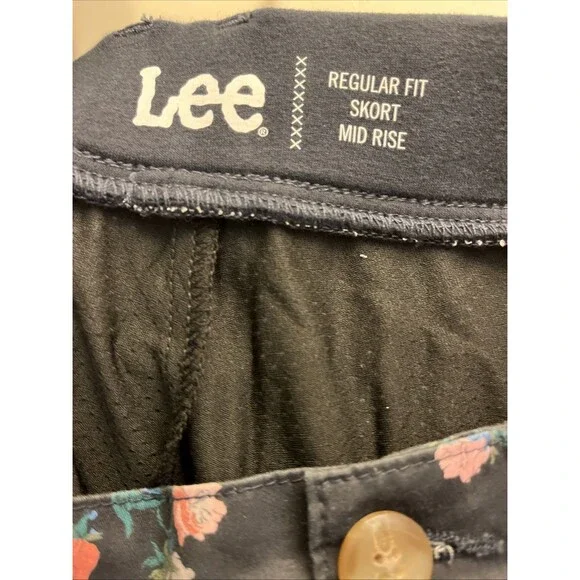 Lee®
REGULAR FIT
SKORT
MID RISE